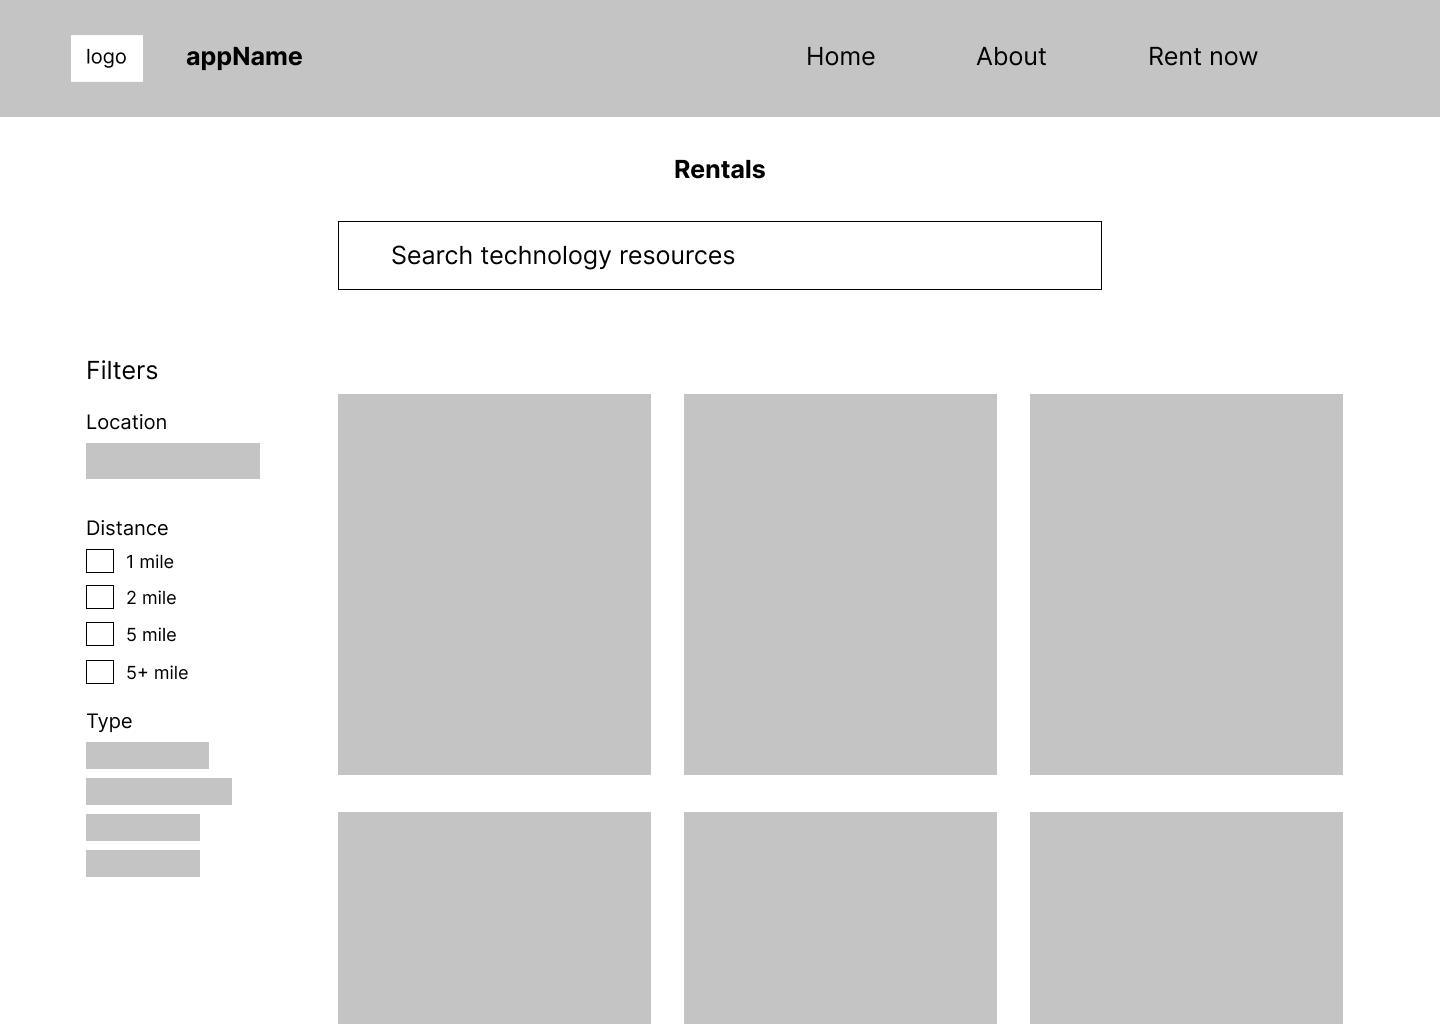 logo
appName
Home
About
Rent now
Rentals
Search technology resources
Filters
Location
Distance
1 mile
2 mile
5 mile
5+ mile
Type